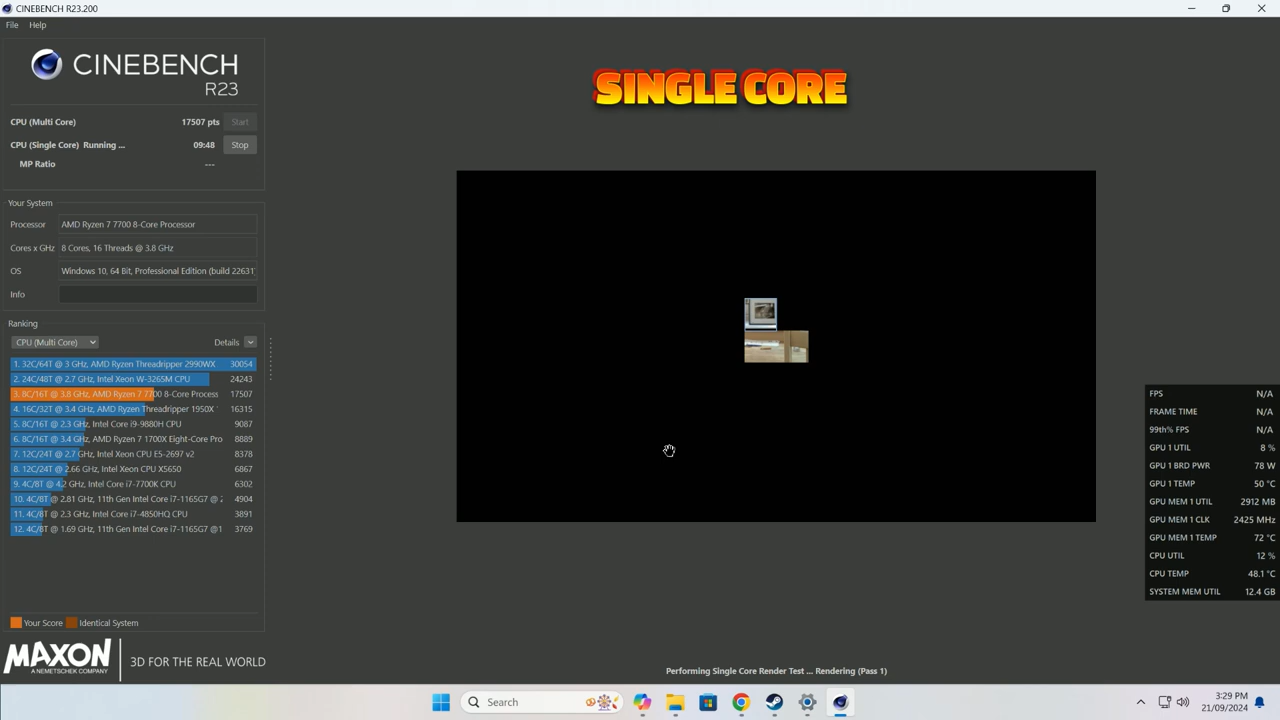 CINEBENCH R23.200
File Help
CINEBENCH
R23
CPU (Multi Core) 17507 pts Start
CPU (Single Core) Running ... 09:48 Stop
MP Ratio ---
Your System
Processor AMD Ryzen 7 7700 8-Core Processor
Cores x GHz 8 Cores, 16 Threads @ 3.8 GHz
OS Windows 10, 64 Bit, Professional Edition (build 22631
Info
Ranking
CPU (Multi Core) Details
1. 32C/64T @ 3 GHz, AMD Ryzen Threadripper 2990WX 30054
2. 24C/48T @ 2.7 GHz, Intel Xeon W-3265M CPU 24243
3. 8C/16T @ 3.8 GHz, AMD Ryzen 7 7700 8-Core Process 17507
4. 16C/32T @ 3.4 GHz, AMD Ryzen Threadripper 1950X 16315
5. 8C/16T @ 2.3 GHz, Intel Core i9-9880H CPU 9087
6. 8C/16T @ 3.4 GHz, AMD Ryzen 7 1700X Eight-Core Pro 8889
7. 12C/24T @ 2.7 GHz, Intel Xeon CPU E5-2697 v2 8378
8. 12C/24T @ 2.66 GHz, Intel Xeon CPU X5650 6867
9. 4C/8T @ 4.2 GHz, Intel Core i7-7700K CPU 6302
10. 4C/8T @ 2.81 GHz, 11th Gen Intel Core i7-1165G7 @ 4904
11. 4C/8T @ 2.3 GHz, Intel Core i7-4850HQ CPU 3891
12. 4C/8T @ 1.69 GHz, 11th Gen Intel Core i7-1165G7 @1 3769
Your Score Identical System
MAXON
A NEMETSCHEK COMPANY
3D FOR THE REAL WORLD
SINGLE CORE
Performing Single Core Render Test ... Rendering (Pass 1)
FPS N/A
FRAME TIME N/A
99th% FPS N/A
GPU 1 UTIL 8 %
GPU 1 BRD PWR 78 W
GPU 1 TEMP 50 °C
GPU MEM 1 UTIL 2912 MB
GPU MEM 1 CLK 2425 MHz
GPU MEM 1 TEMP 72 °C
CPU UTIL 12 %
CPU TEMP 48.1 °C
SYSTEM MEM UTIL 12.4 GB
Search
3:29 PM
21/09/2024